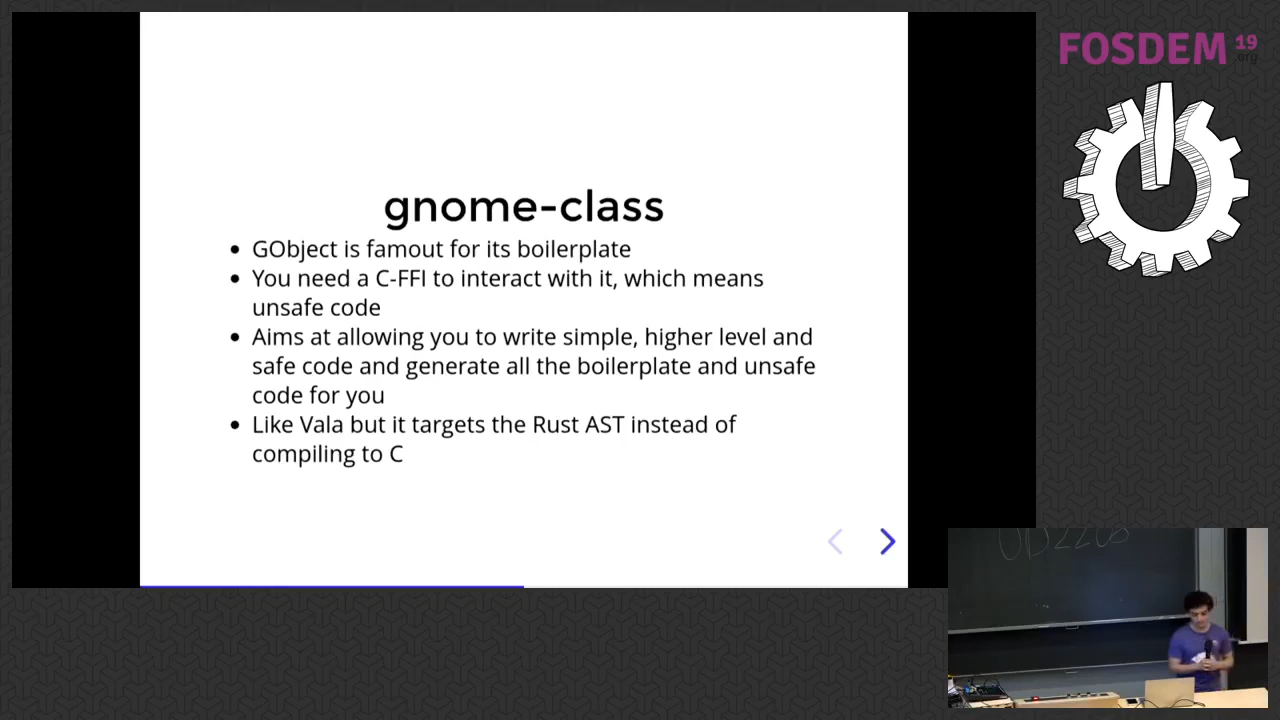 FOSDEM 19
.org
gnome-class
GObject is famout for its boilerplate
You need a C-FFI to interact with it, which means
unsafe code
Aims at allowing you to write simple, higher level and
safe code and generate all the boilerplate and unsafe
code for you
Like Vala but it targets the Rust AST instead of
compiling to C